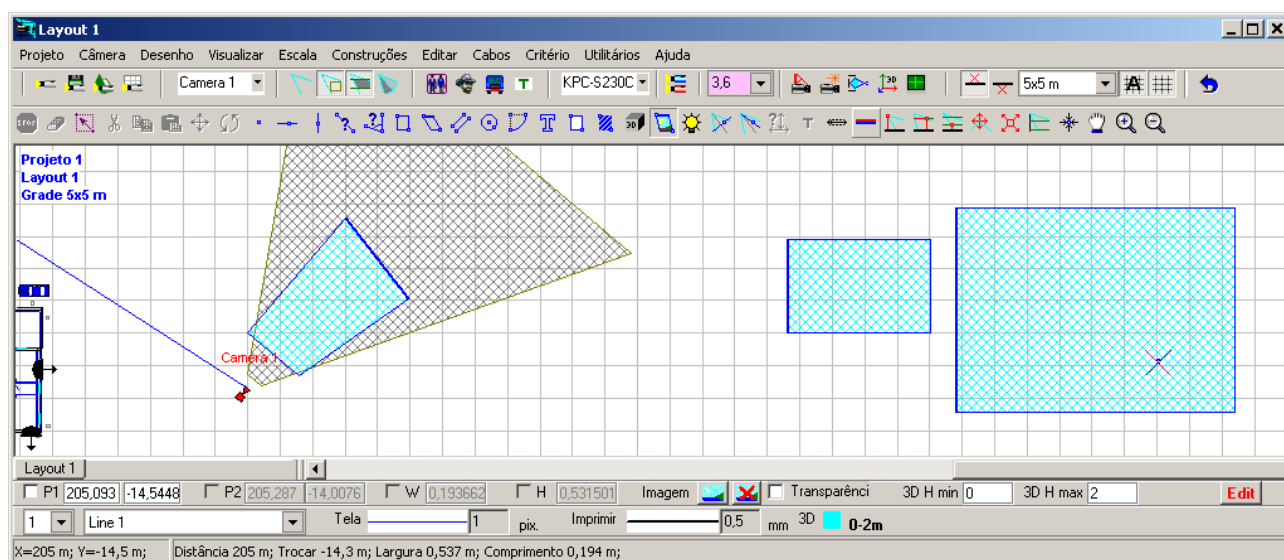 Layout 1
Projeto Câmera Desenho Visualizar Escala Construções Editar Cabos Critério Utilitários Ajuda
Camera 1 T KPC-S230C 3,6 3D 5x5 m A
STOP T 3D T
Projeto 1
Layout 1
Grade 5x5 m
Camera 1
Layout 1
P1 205,093 -14,5448 P2 205,287 -14,0076 W 0,193662 H 0,531501 Imagem Transparênci 3D H min 0 3D H max 2 Edit
1 Line 1 Tela 1 pix. Imprimir 0,5 mm 3D 0-2m
X=205 m; Y=-14,5 m; Distância 205 m; Trocar -14,3 m; Largura 0,537 m; Comprimento 0,194 m;